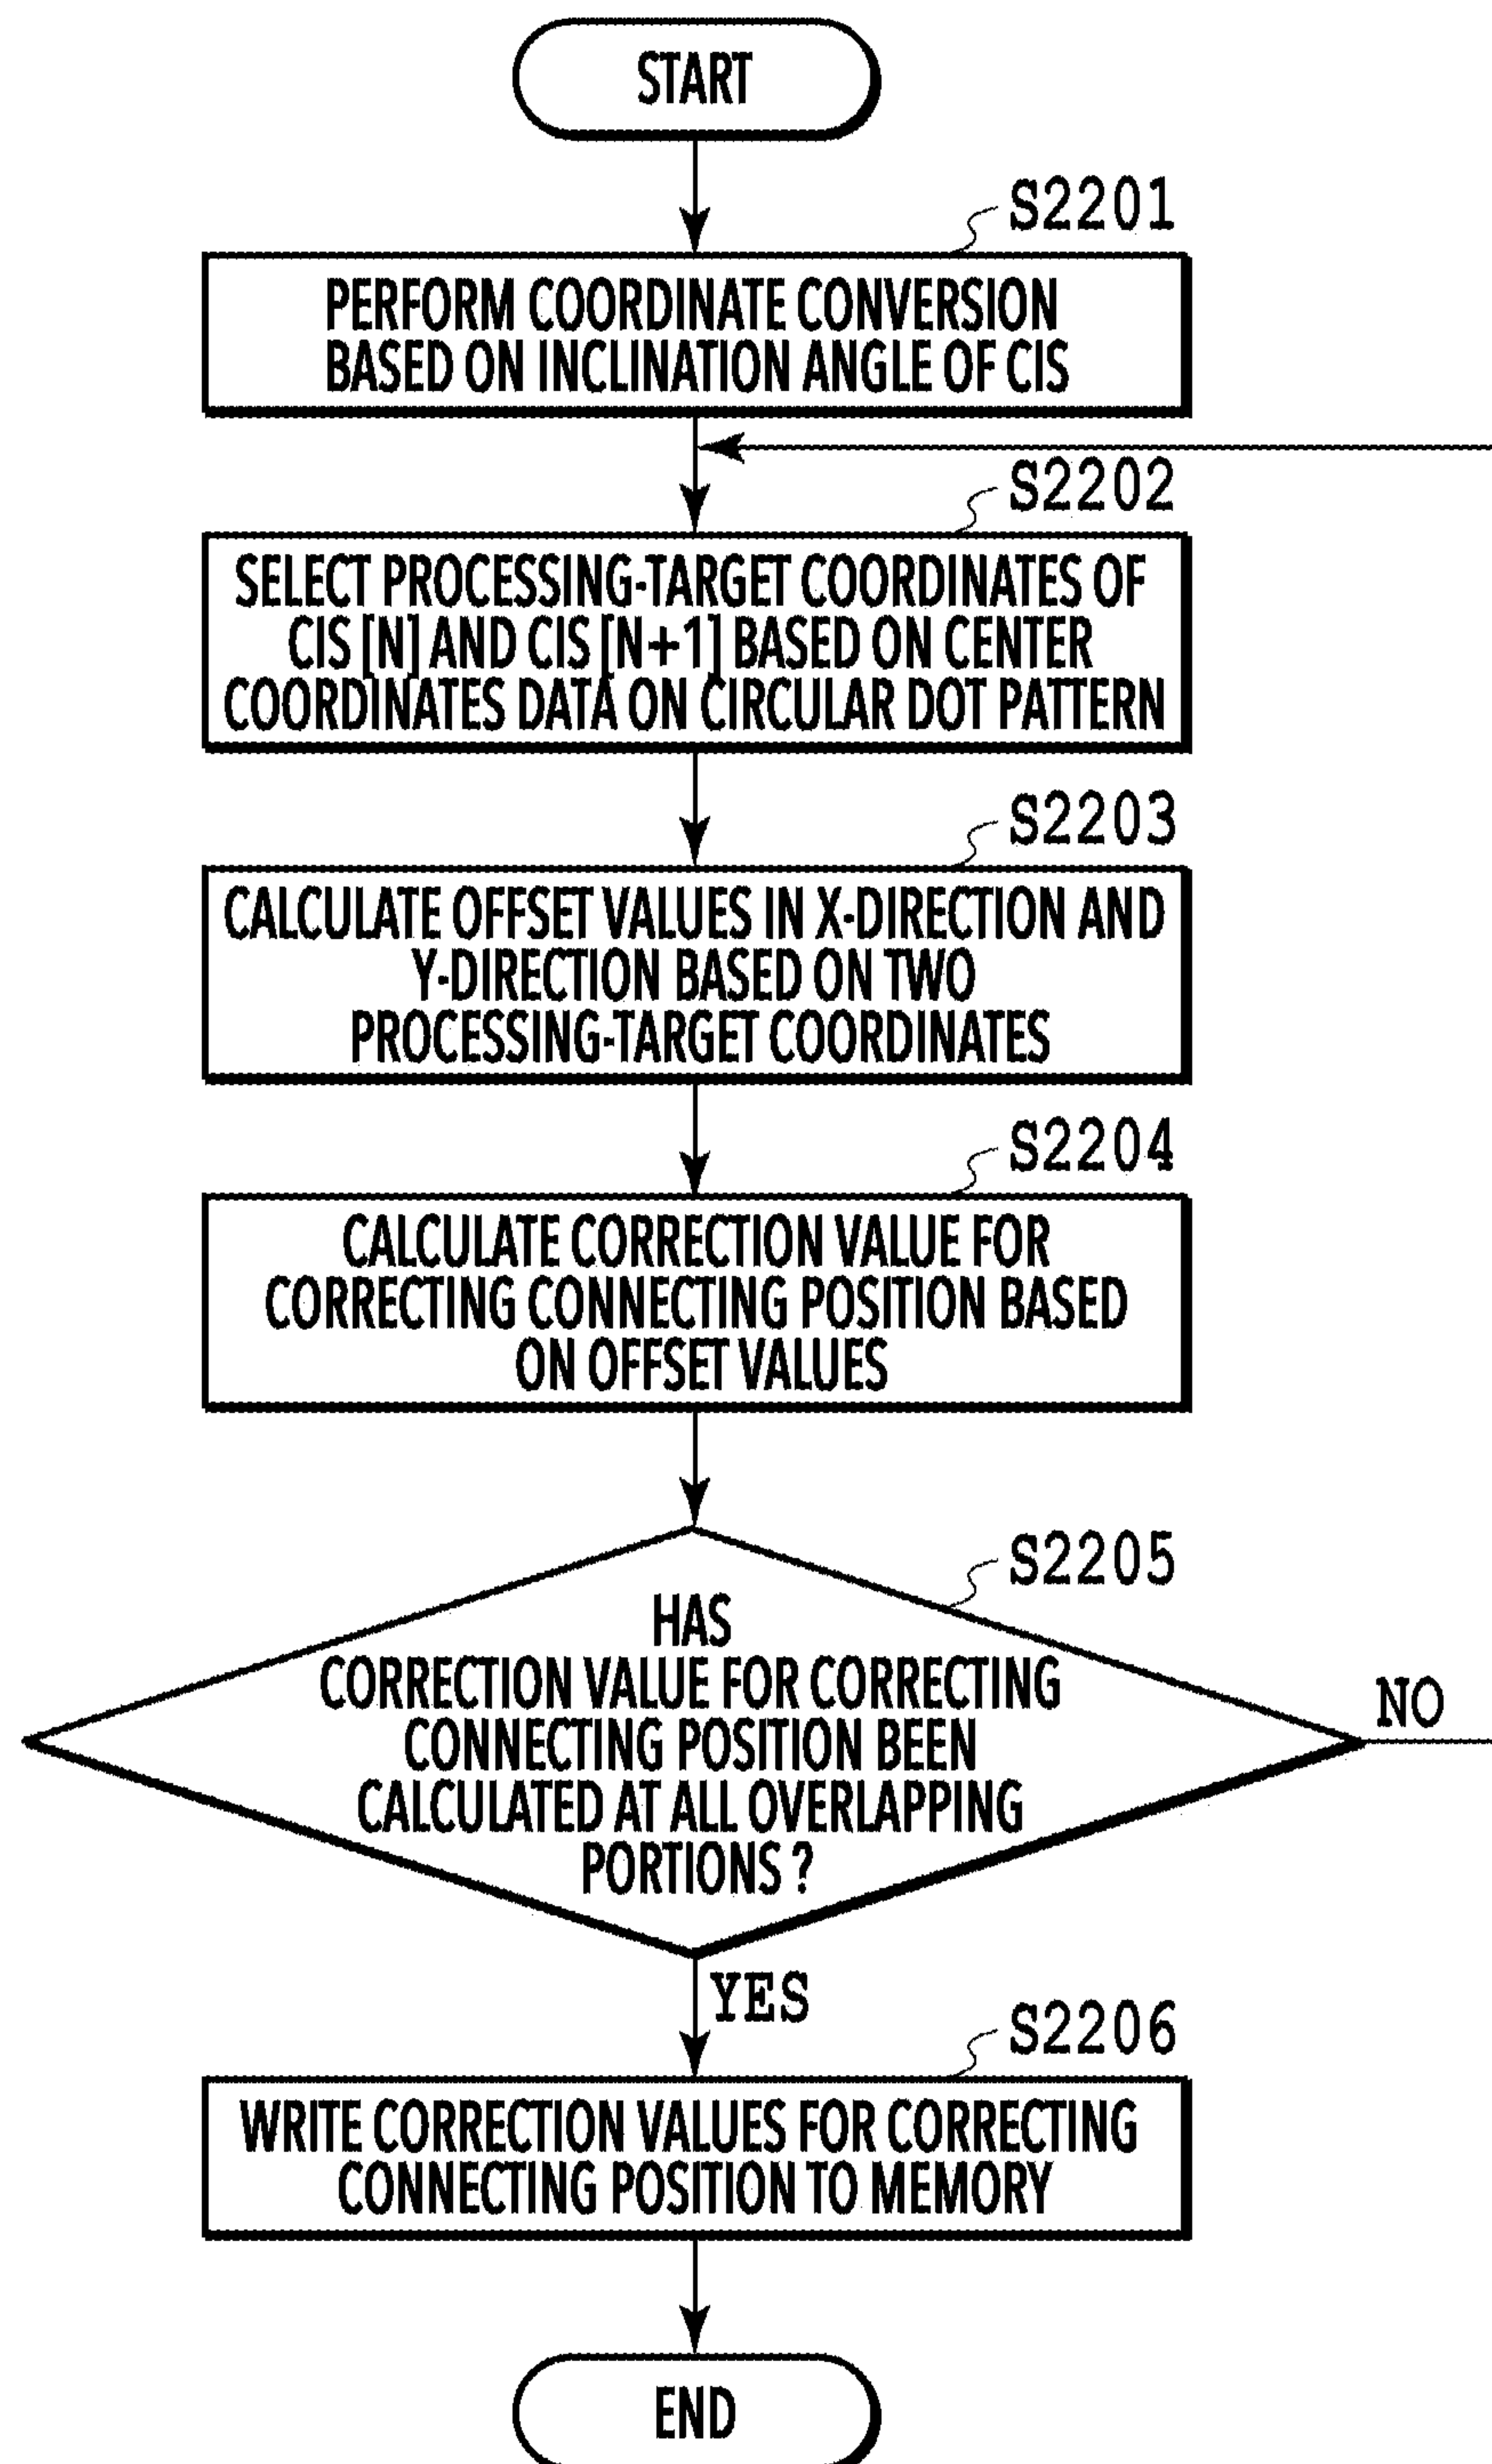 START
S2201
PERFORM COORDINATE CONVERSION
BASED ON INCLINATION ANGLE OF CIS
S2202
SELECT PROCESSING-TARGET COORDINATES OF
CIS [N] AND CIS [N+1] BASED ON CENTER
COORDINATES DATA ON CIRCULAR DOT PATTERN
S2203
CALCULATE OFFSET VALUES IN X-DIRECTION AND
Y-DIRECTION BASED ON TWO
PROCESSING-TARGET COORDINATES
S2204
CALCULATE CORRECTION VALUE FOR
CORRECTING CONNECTING POSITION BASED
ON OFFSET VALUES
S2205
HAS
CORRECTION VALUE FOR CORRECTING
CONNECTING POSITION BEEN
CALCULATED AT ALL OVERLAPPING
PORTIONS ?
NO
YES
S2206
WRITE CORRECTION VALUES FOR CORRECTING
CONNECTING POSITION TO MEMORY
END